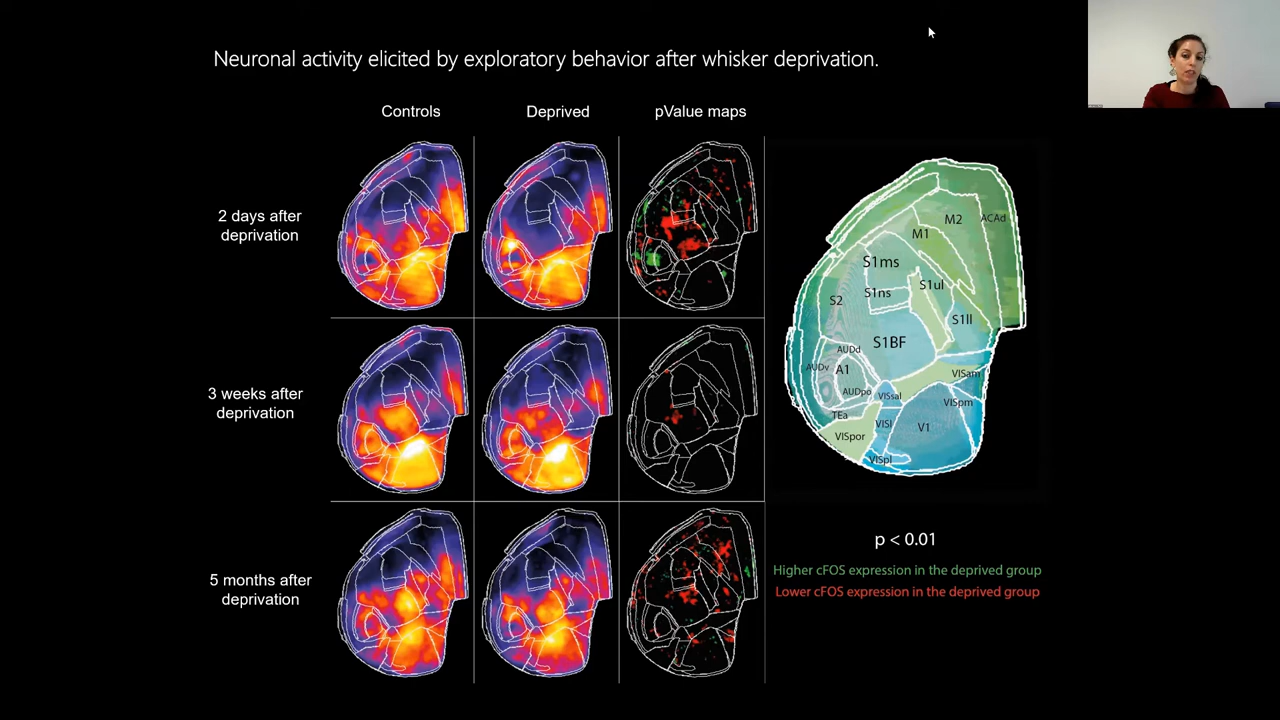 Neuronal activity elicited by exploratory behavior after whisker deprivation.
Controls
Deprived
pValue maps
2 days after
deprivation
3 weeks after
deprivation
5 months after
deprivation
M2
ACAd
M1
S1ms
S1ul
S1ns
S2
S1ll
S1BF
AUDd
AUDv
A1
VISam
AUDpo
VISsal
VISpm
TEa
VISl
V1
VISpor
VISpl
p < 0.01
Higher cFOS expression in the deprived group
Lower cFOS expression in the deprived group